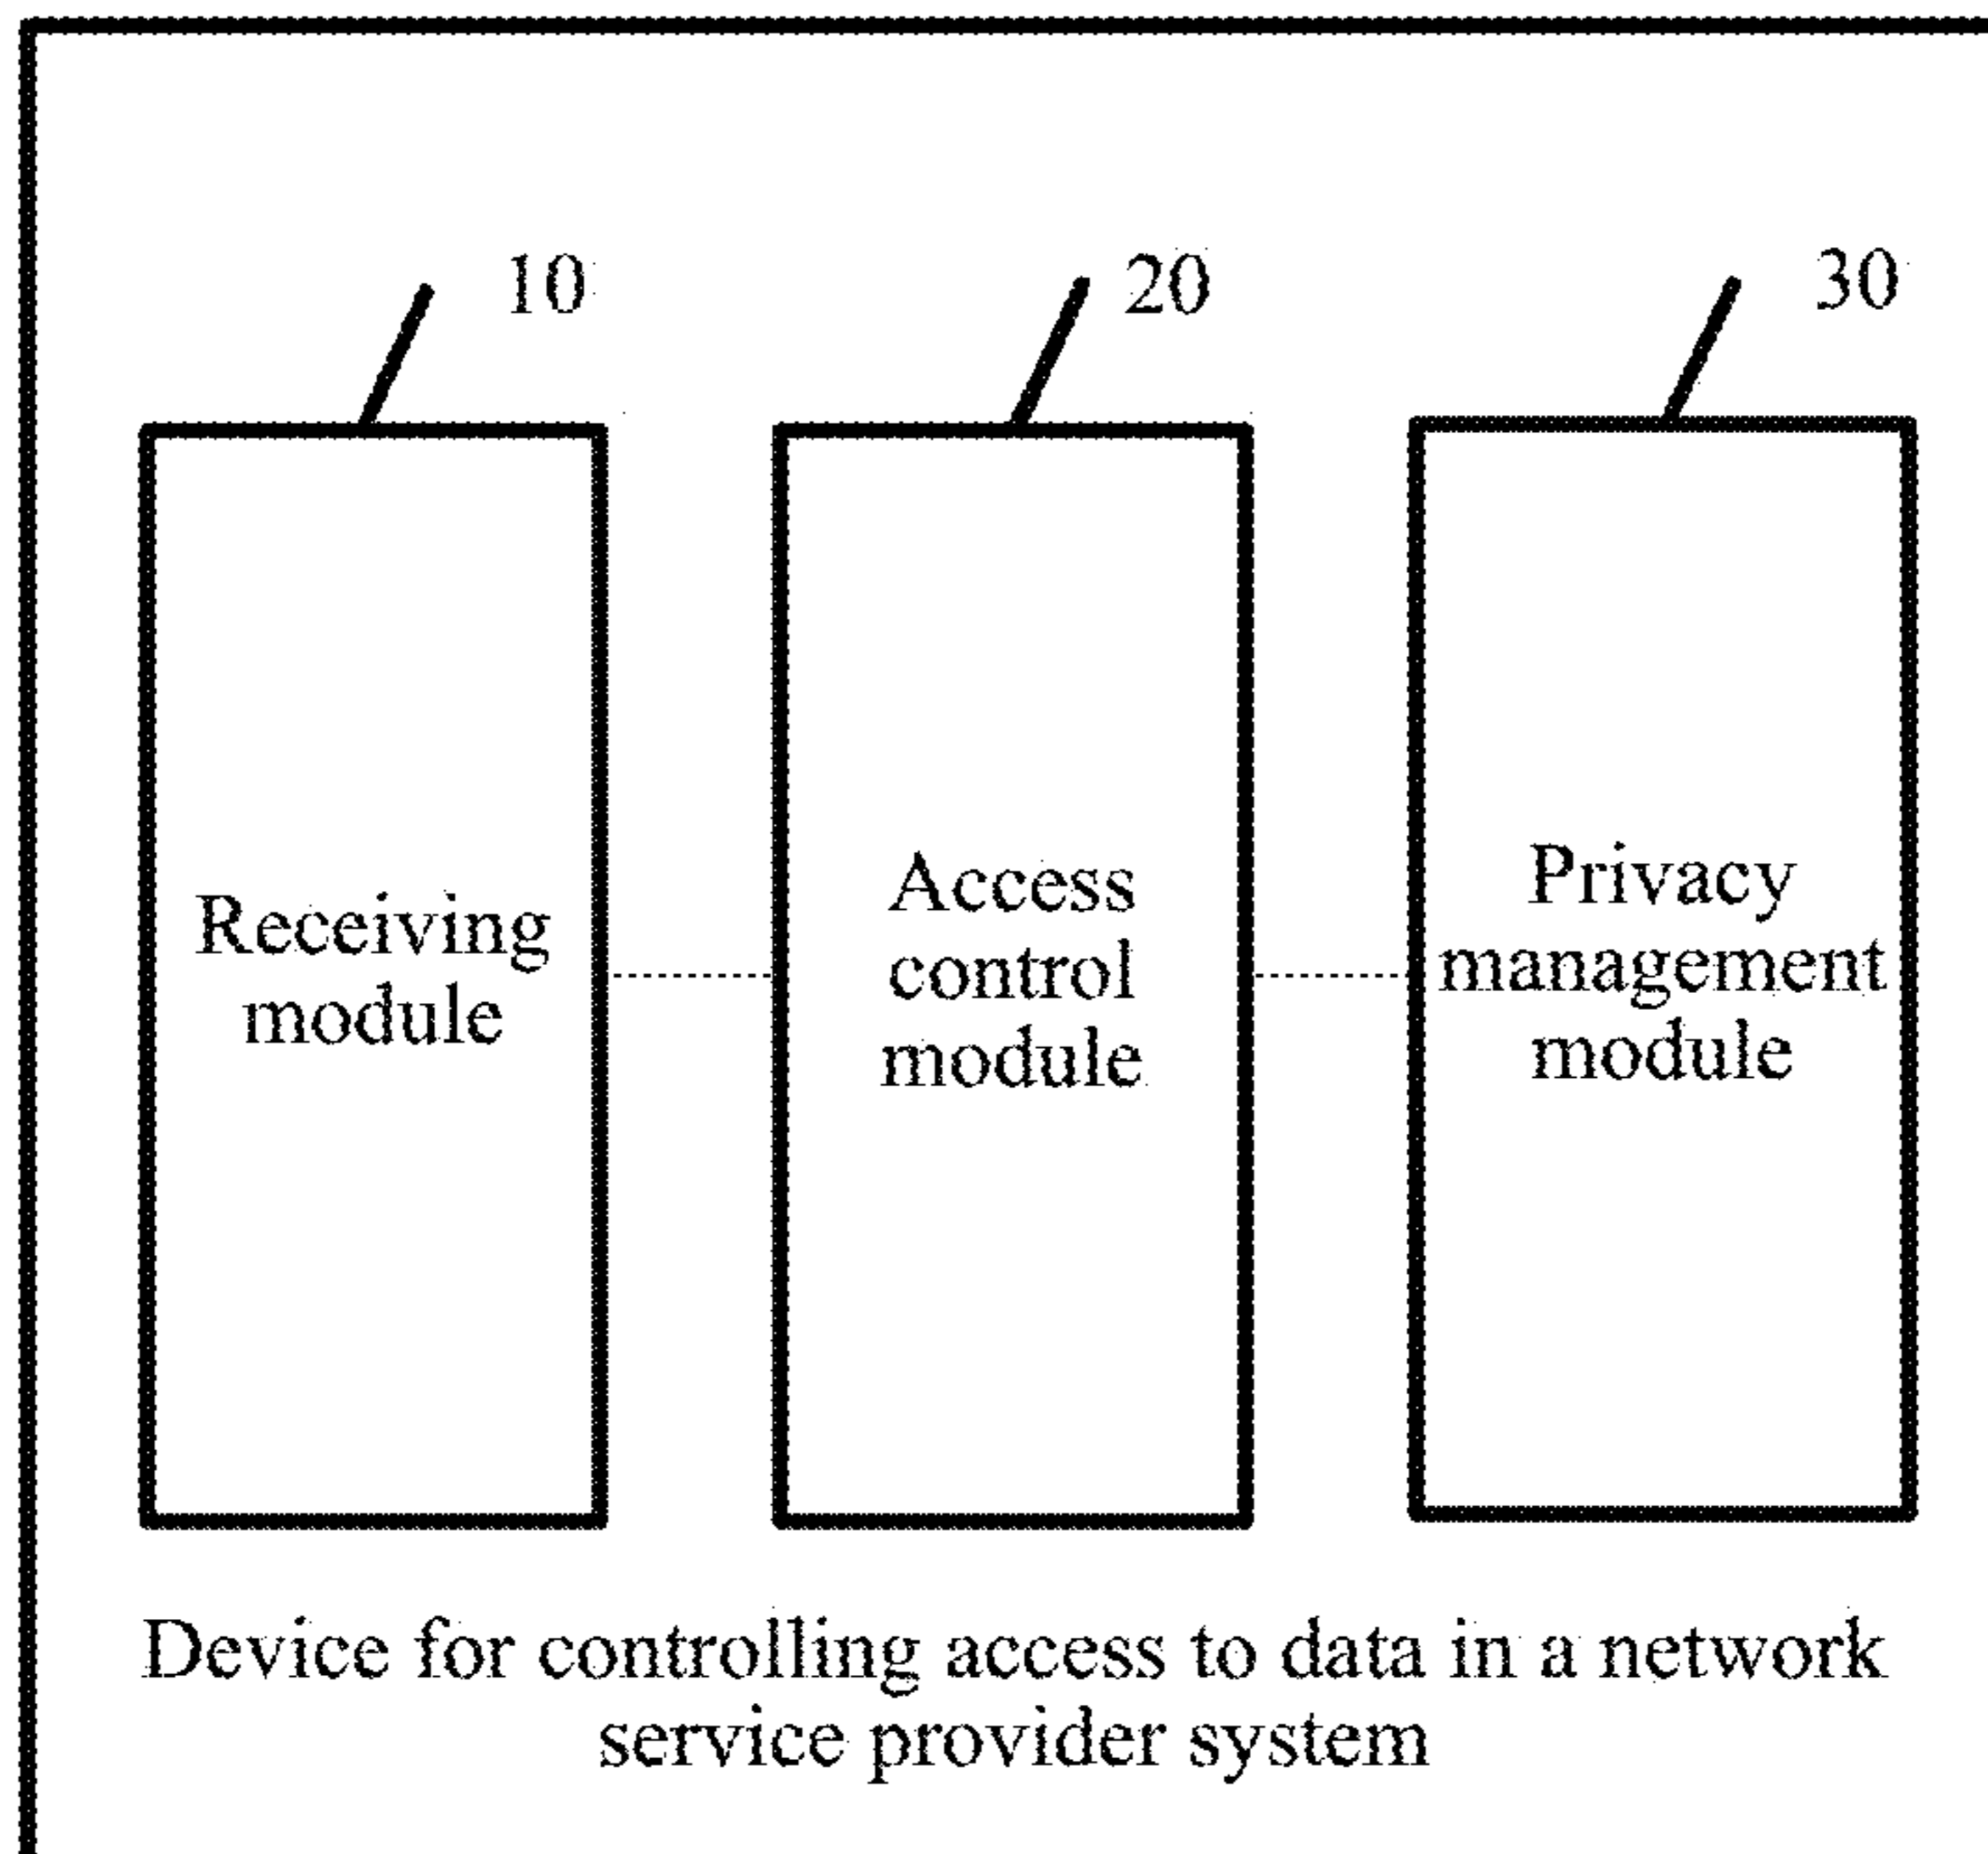 10
20
30
Receiving
module
Access
control
module
Privacy
management
module
Device for controlling access to data in a network
service provider system